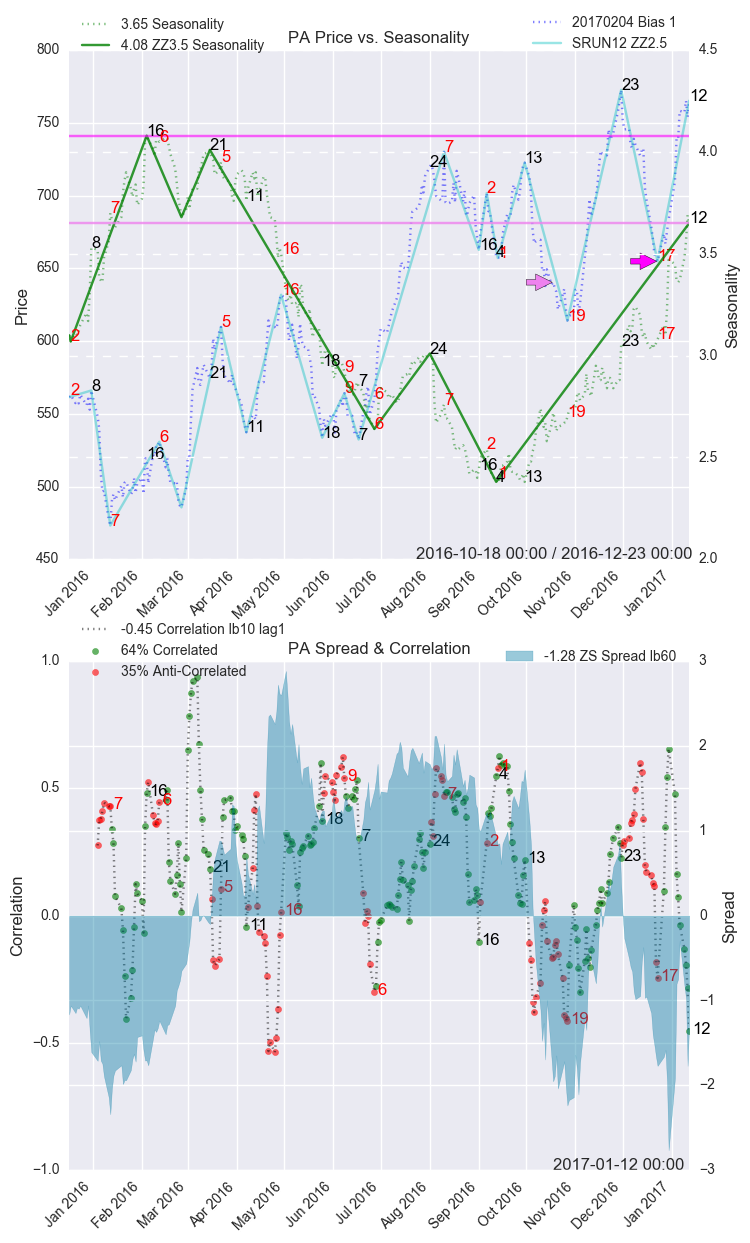 3.65 Seasonality
4.08 ZZ3.5 Seasonality
PA Price vs. Seasonality
20170204 Bias 1
SRUN12 ZZ2.5
800
750
700
650
600
550
500
450
Price
4.5
4.0
3.5
3.0
2.5
2.0
Seasonality
16 6 21 5 7 8 11 16 2
2 8 7 16 6 5 21 11 16
18 9 7 6
18 9 7 6
24 7 2 16 4 4 13 19 23 17 12
24 7 2 16 4 4 13 19 23 17 12
2016-10-18 00:00 / 2016-12-23 00:00
Jan 2016 Feb 2016 Mar 2016 Apr 2016 May 2016 Jun 2016 Jul 2016 Aug 2016 Sep 2016 Oct 2016 Nov 2016 Dec 2016 Jan 2017
-0.45 Correlation lb10 lag1
64% Correlated
35% Anti-Correlated
PA Spread & Correlation
-1.28 ZS Spread lb60
1.0
0.5
0.0
−0.5
−1.0
Correlation
3
2
1
0
−1
−2
−3
Spread
7 16 6 21 5 11 16 18 9 7 6 24 7 2 16 4 4 13 19 23 17 12
2017-01-12 00:00
Jan 2016 Feb 2016 Mar 2016 Apr 2016 May 2016 Jun 2016 Jul 2016 Aug 2016 Sep 2016 Oct 2016 Nov 2016 Dec 2016 Jan 2017